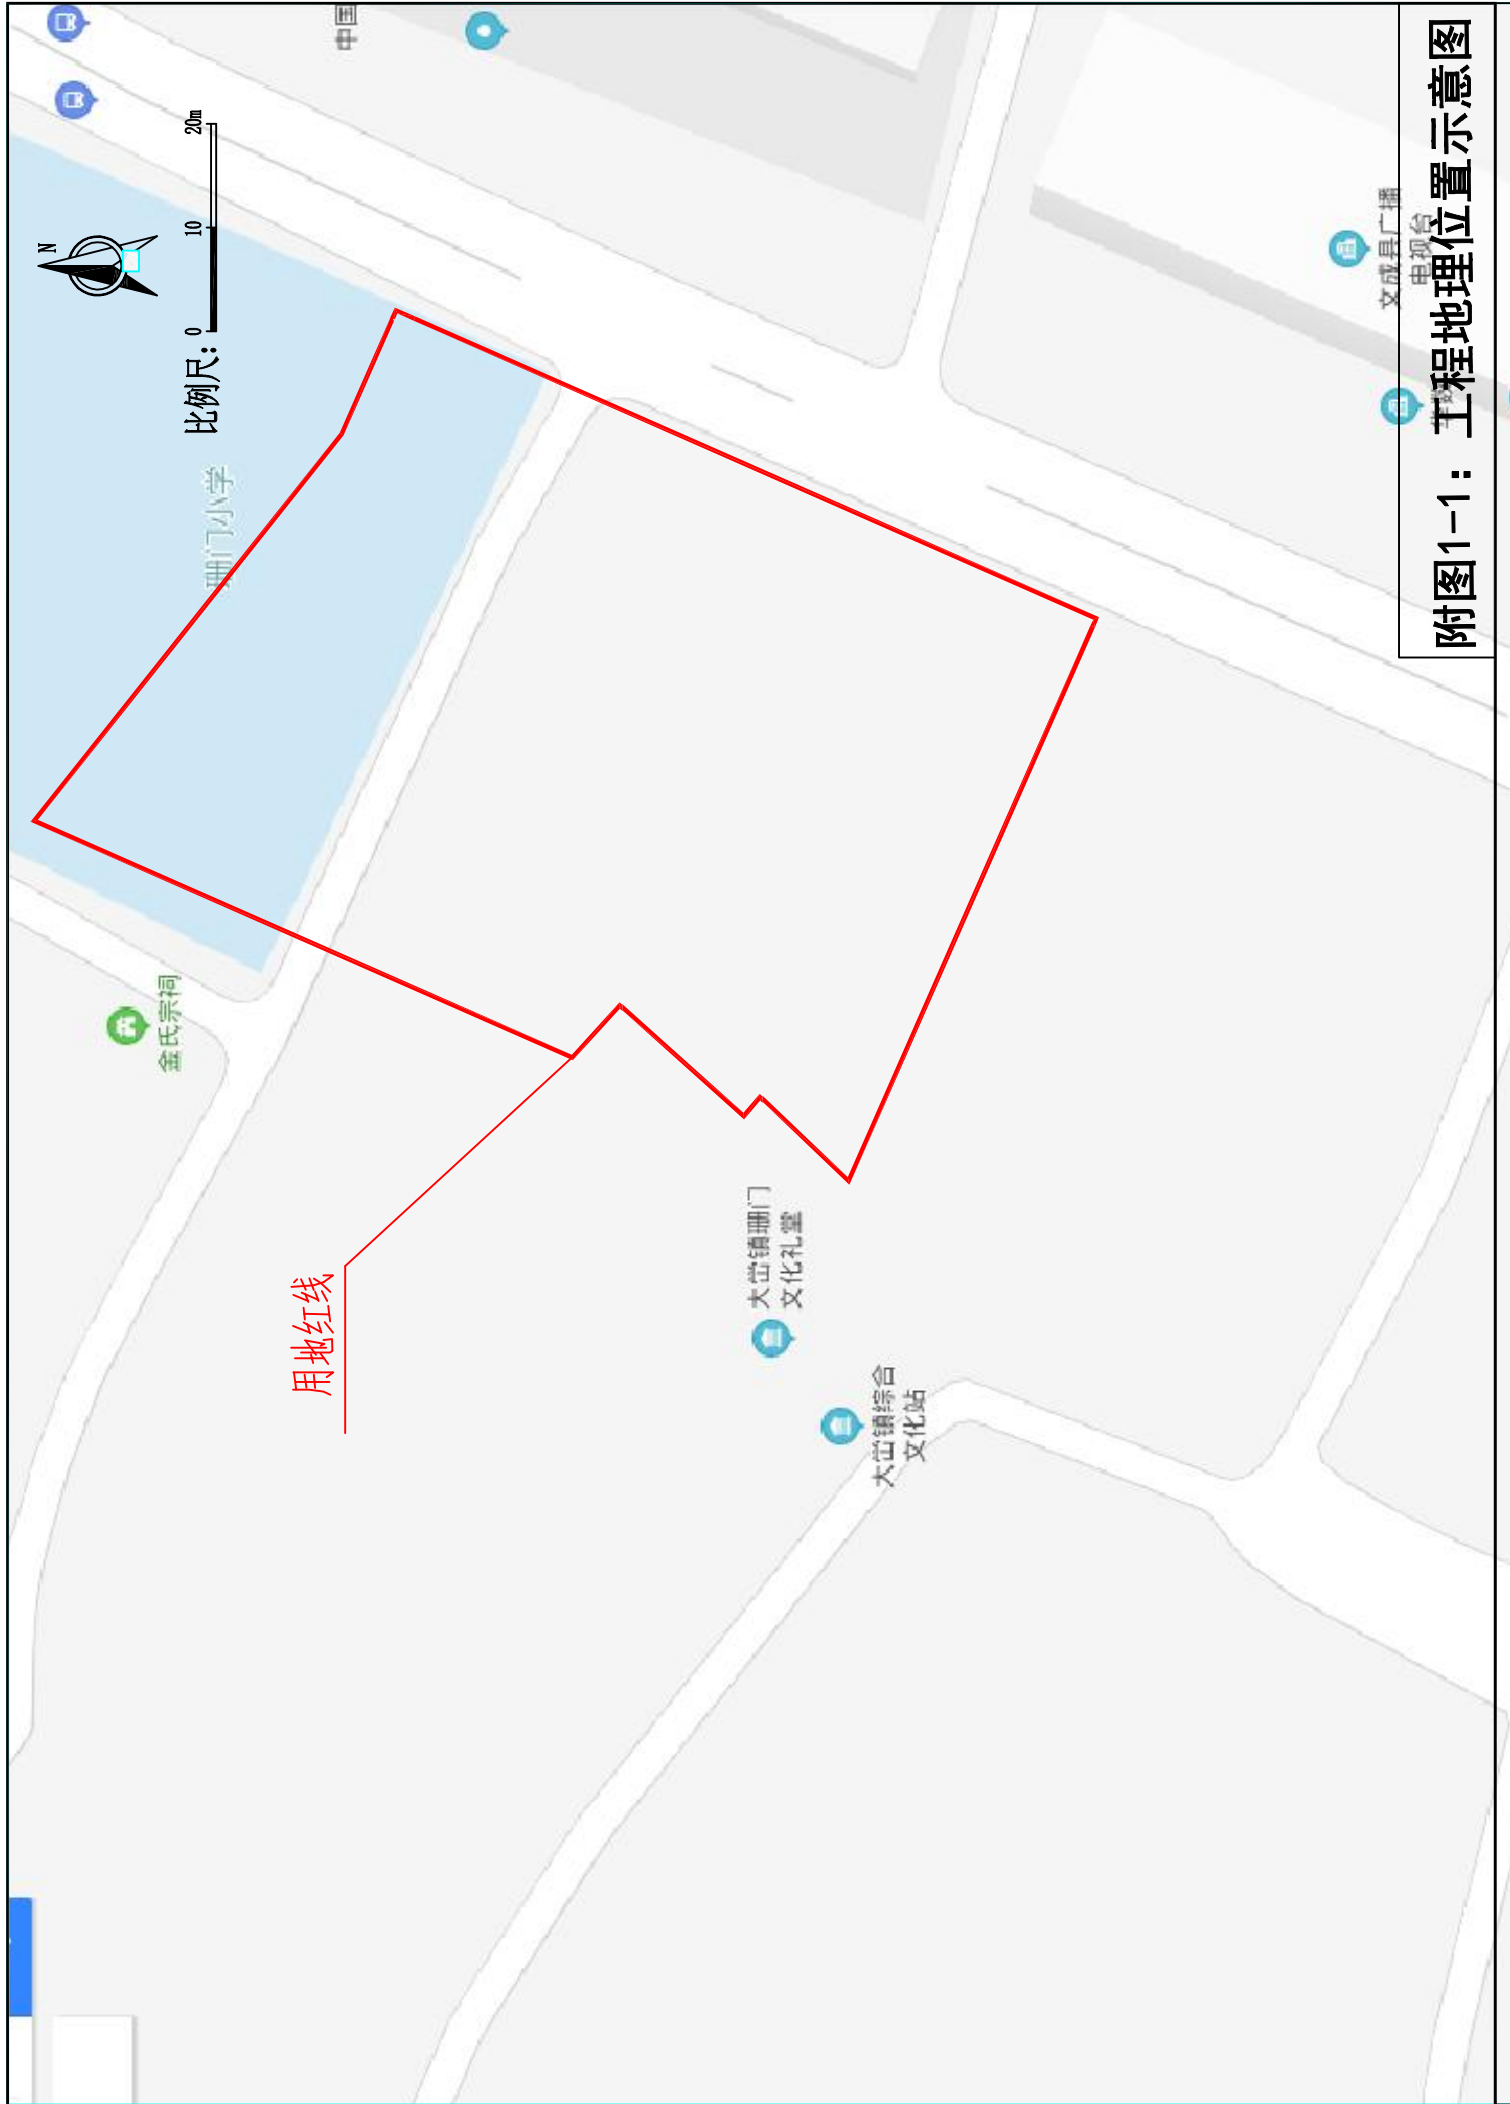 N
比例尺：
0 10 20m
中国
珊门小学
金氏宗祠
用地红线
大峃镇珊门
文化礼堂
大峃镇综合
文化站
文成县广播
电视台
附图1-1：工程地理位置示意图